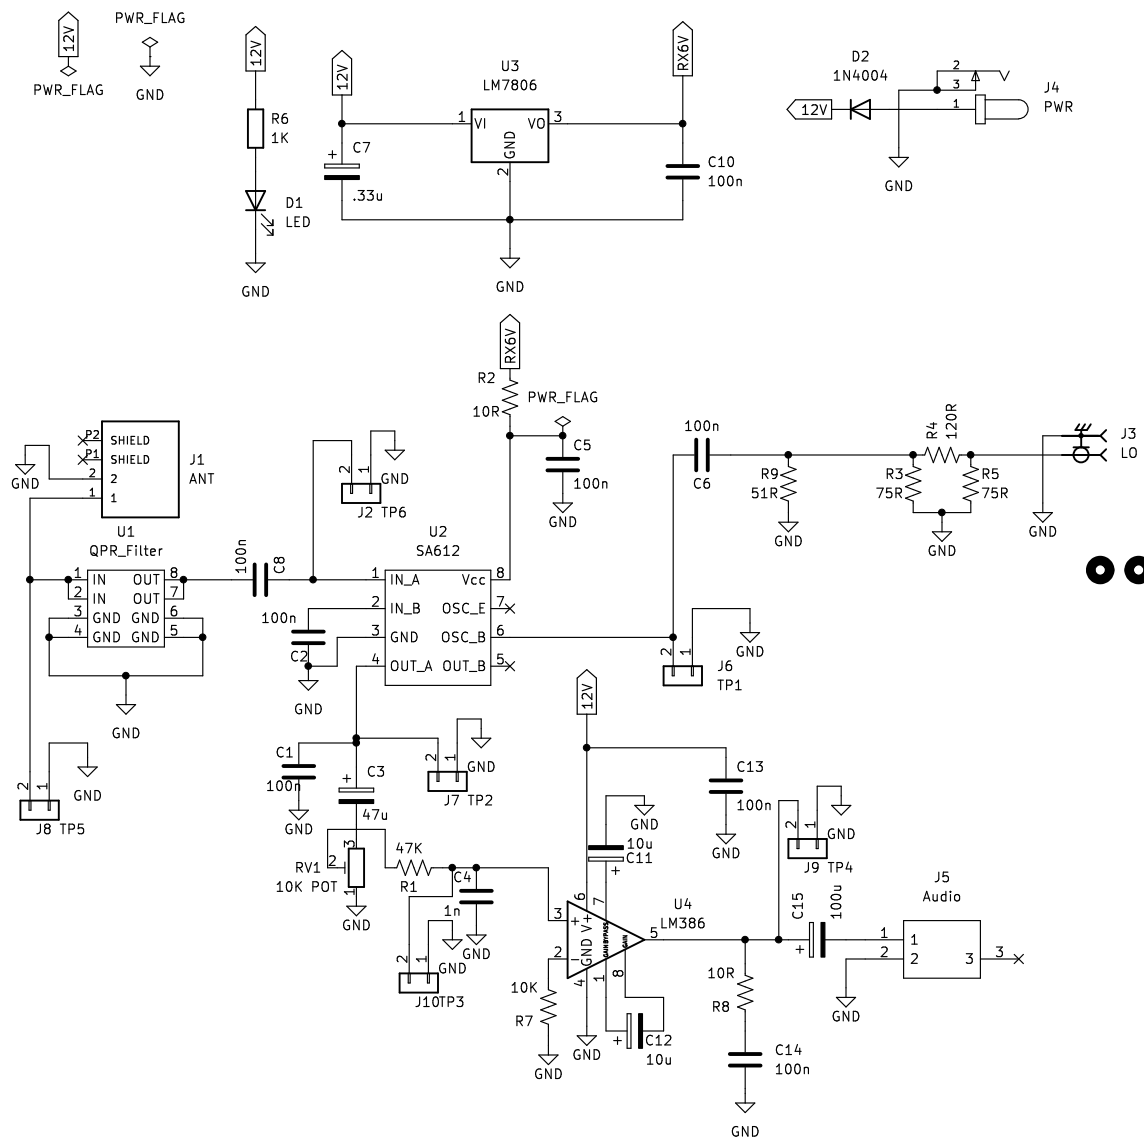 PWR_FLAG
12V
PWR_FLAG
GND
12V
R6
1K
D1
LED
GND
12V
RX6V
U3
LM7806
1 VI VO 3
GND
2
C7
+
.33u
C10
100n
GND
D2
1N4004
12V
2
3
1
J4
PWR
GND
RX6V
R2
10R
PWR_FLAG
C5
100n
GND
P2 SHIELD
P1 SHIELD
2 2
1 1
J1
ANT
GND
U1
QPR_Filter
1 IN OUT 8
2 IN OUT 7
3 GND GND 6
4 GND GND 5
GND
100n
C8
2 1
GND
J2 TP6
U2
SA612
1 IN_A Vcc 8
2 IN_B OSC_E 7
3 GND OSC_B 6
4 OUT_A OUT_B 5
100n
C2
GND
100n
C6
R9
51R
GND
R4
120R
R3
75R
R5
75R
GND
J3
LO
GND
2 1
GND
J6
TP1
2 1
GND
J8 TP5
C1
100n
GND
+
C3
47u
2 1
GND
J7 TP2
RV1
10K POT
3
2
1
GND
47K
R1
C4
1n
GND
2 1
GND
J10TP3
12V
C13
100n
GND
GND
10u
C11
+
U4
LM386
6
7
3 +
V+
GAIN BYPASS
GAIN
5
2 -
GND
4
1
8
10K
R7
GND
GND
+
C12
10u
2 1
GND
J9 TP4
C15
100u
+
10R
R8
C14
100n
GND
J5
Audio
1 1
2 2
3 3
GND